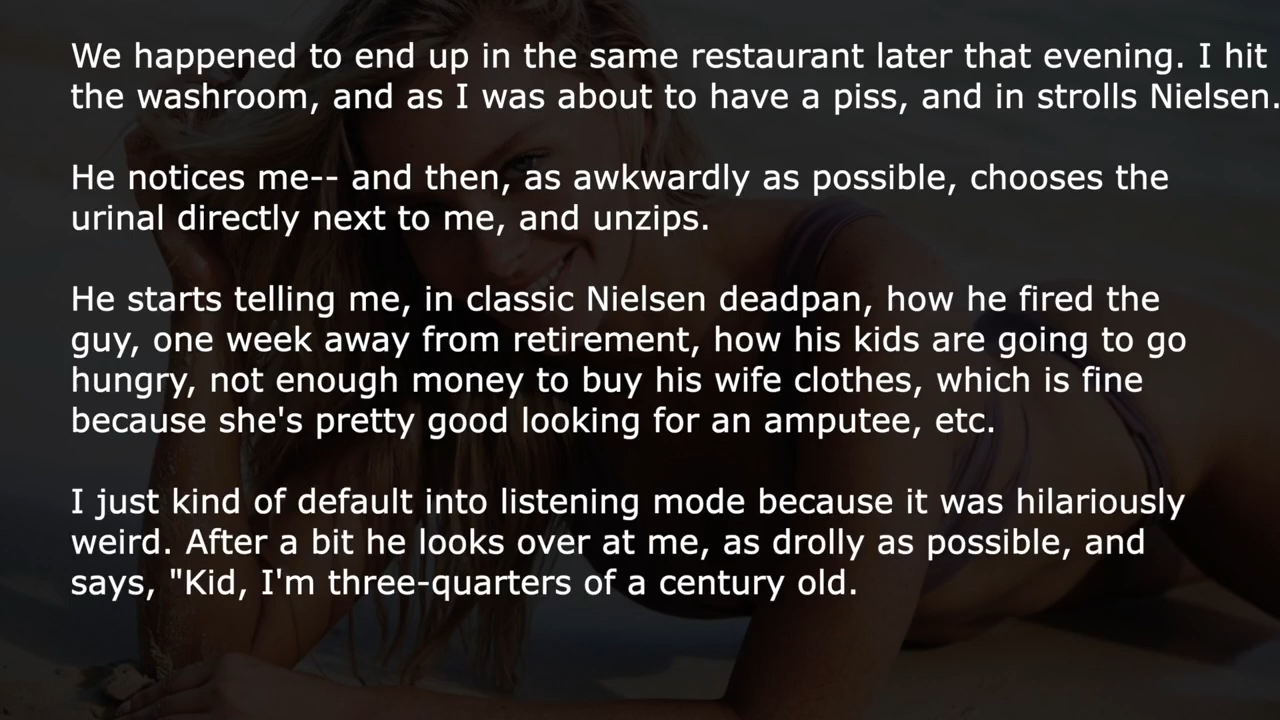 We happened to end up in the same restaurant later that evening. I hit
the washroom, and as I was about to have a piss, and in strolls Nielsen.
He notices me-- and then, as awkwardly as possible, chooses the
urinal directly next to me, and unzips.
He starts telling me, in classic Nielsen deadpan, how he fired the
guy, one week away from retirement, how his kids are going to go
hungry, not enough money to buy his wife clothes, which is fine
because she's pretty good looking for an amputee, etc.
I just kind of default into listening mode because it was hilariously
weird. After a bit he looks over at me, as drolly as possible, and
says, "Kid, I'm three-quarters of a century old.